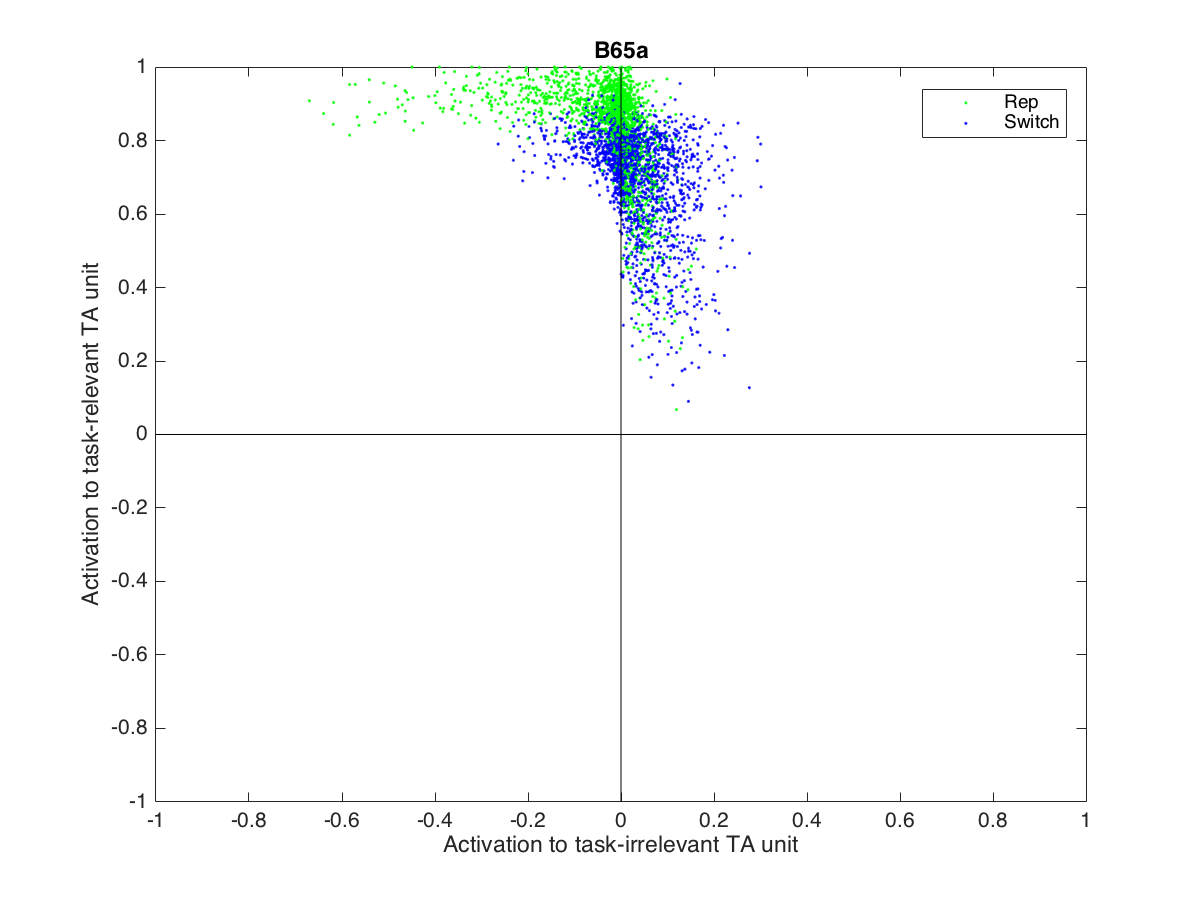 B65a
Rep
Switch
1
0.8
0.6
0.4
0.2
0
-0.2
-0.4
-0.6
-0.8
-1
Activation to task-relevant TA unit
-1 -0.8 -0.6 -0.4 -0.2 0 0.2 0.4 0.6 0.8 1
Activation to task-irrelevant TA unit